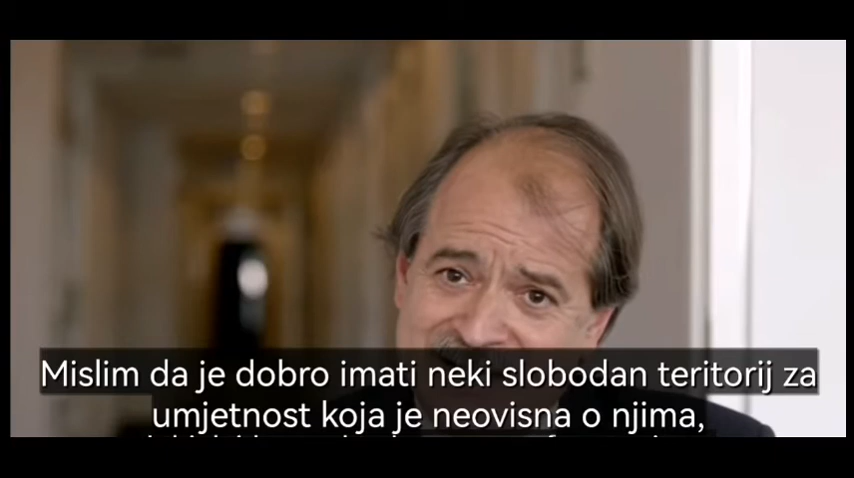 Mislim da je dobro imati neki slobodan teritorij za
umjetnost koja je neovisna o njima,